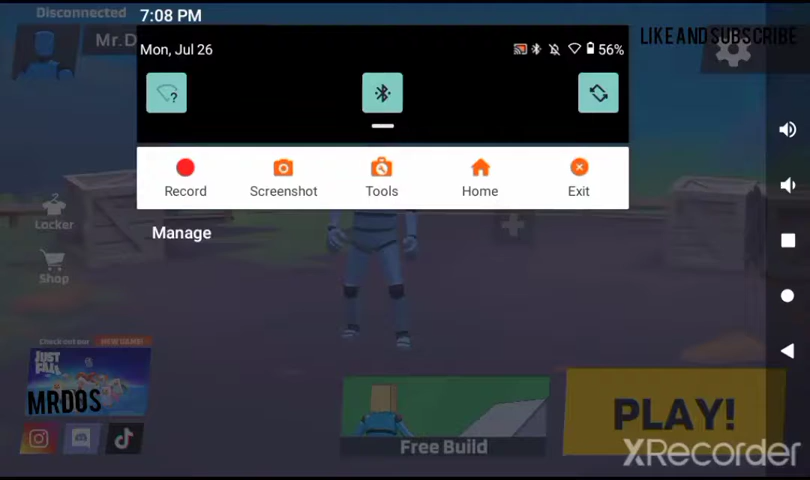 Disconnected
7:08 PM
LIKE AND SUBSCRIBE
Mr.D
Mon, Jul 26
56%
?
Record
Screenshot
Tools
Home
Exit
Locker
Manage
Shop
Check out our NEW GAME!
JUST
FALL
MRDOS
PLAY!
Free Build
XRecorder